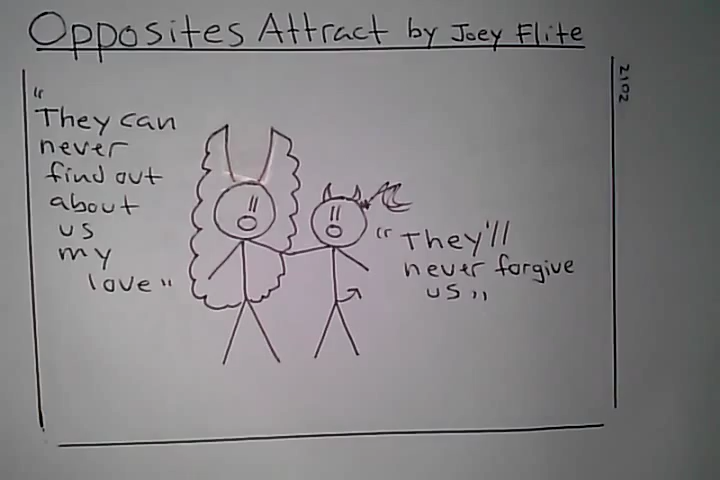 Opposites Attract by Joey Flite
2102
"
They can
never
find out
about
us
my
love"
"They'll
never forgive
us"